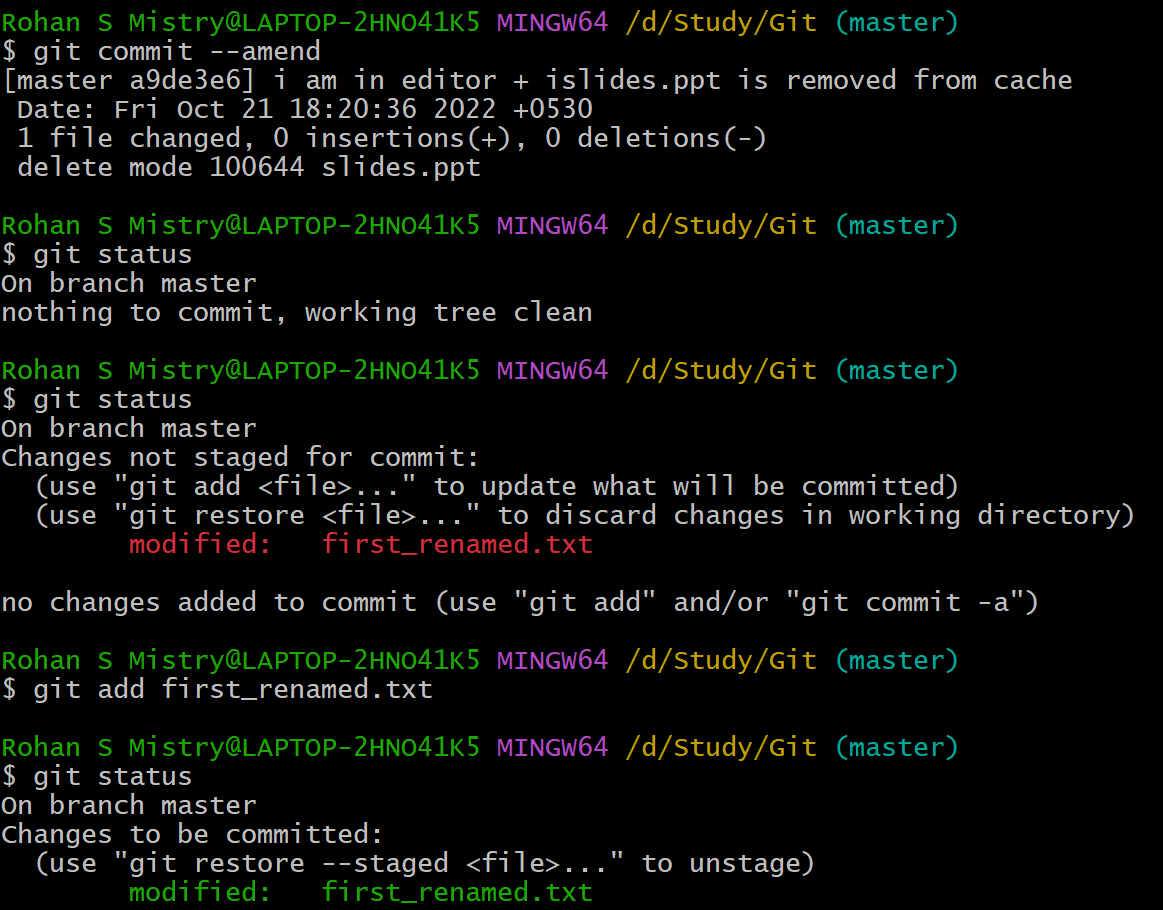 Rohan S Mistry@LAPTOP-2HNO41K5 MINGW64 /d/Study/Git (master)
$ git commit --amend
[master a9de3e6] i am in editor + islides.ppt is removed from cache
 Date: Fri Oct 21 18:20:36 2022 +0530
 1 file changed, 0 insertions(+), 0 deletions(-)
 delete mode 100644 slides.ppt

Rohan S Mistry@LAPTOP-2HNO41K5 MINGW64 /d/Study/Git (master)
$ git status
On branch master
nothing to commit, working tree clean

Rohan S Mistry@LAPTOP-2HNO41K5 MINGW64 /d/Study/Git (master)
$ git status
On branch master
Changes not staged for commit:
  (use "git add <file>..." to update what will be committed)
  (use "git restore <file>..." to discard changes in working directory)
        modified:   first_renamed.txt

no changes added to commit (use "git add" and/or "git commit -a")

Rohan S Mistry@LAPTOP-2HNO41K5 MINGW64 /d/Study/Git (master)
$ git add first_renamed.txt

Rohan S Mistry@LAPTOP-2HNO41K5 MINGW64 /d/Study/Git (master)
$ git status
On branch master
Changes to be committed:
  (use "git restore --staged <file>..." to unstage)
        modified:   first_renamed.txt